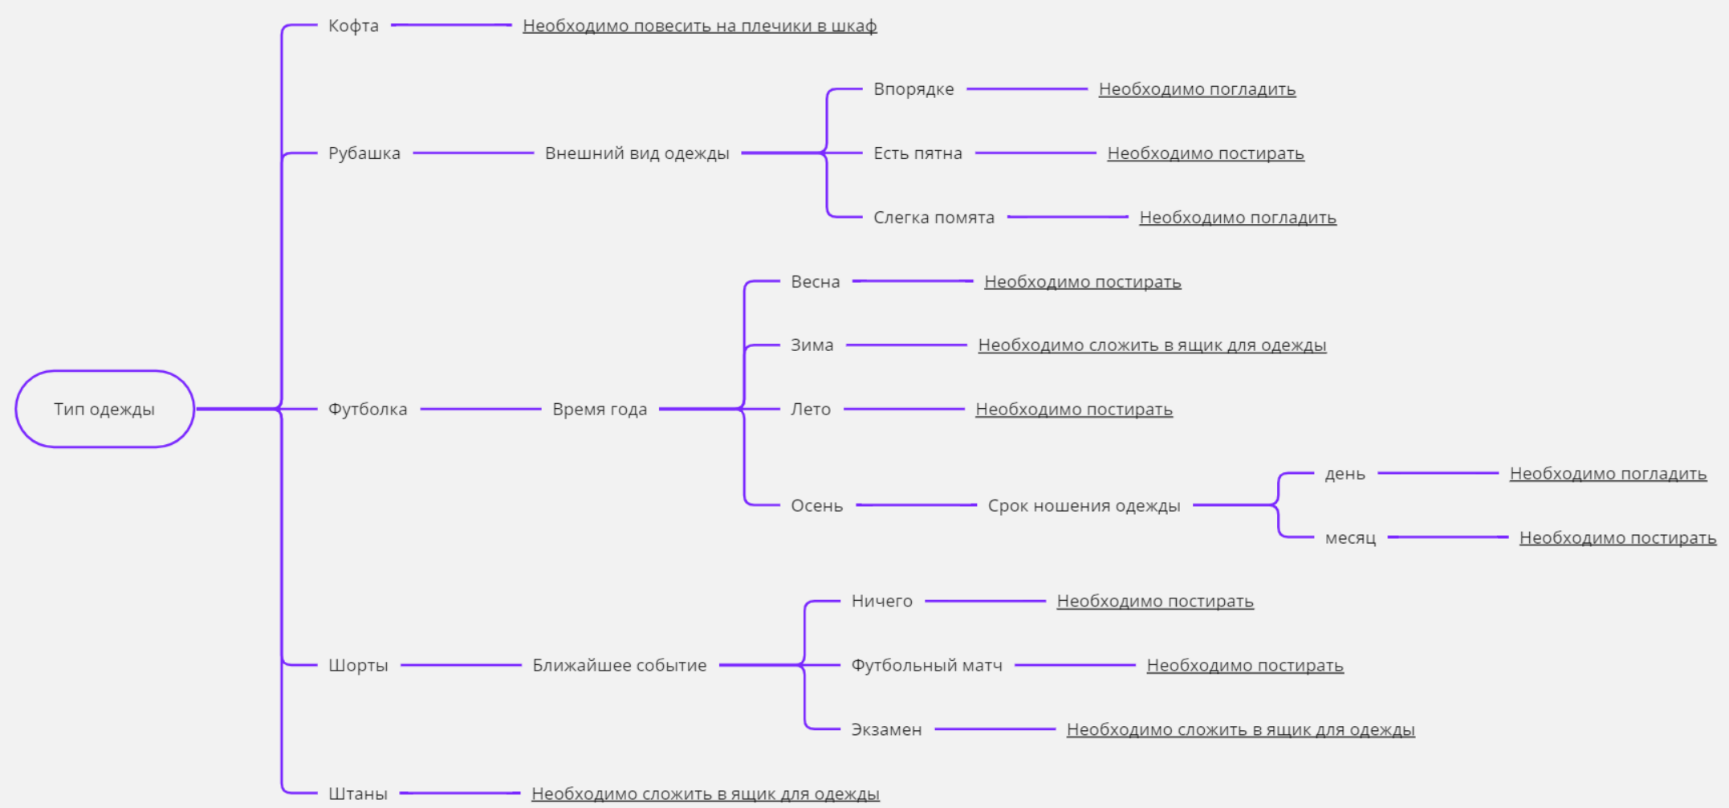 Кофта
Необходимо повесить на плечики в шкаф
Впорядке
Необходимо погладить
Рубашка
Внешний вид одежды
Есть пятна
Необходимо постирать
Слегка помята
Необходимо погладить
Весна
Необходимо постирать
Зима
Необходимо сложить в ящик для одежды
Тип одежды
Футболка
Время года
Лето
Необходимо постирать
день
Необходимо погладить
Осень
Срок ношения одежды
месяц
Необходимо постирать
Ничего
Необходимо постирать
Шорты
Ближайшее событие
Футбольный матч
Необходимо постирать
Экзамен
Необходимо сложить в ящик для одежды
Штаны
Необходимо сложить в ящик для одежды